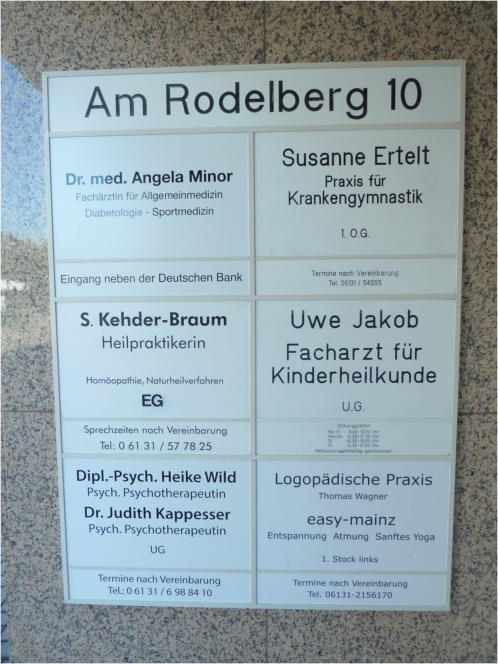 Am Rodelberg 10
Dr. med. Angela Minor
Fachärztin für Allgemeinmedizin
Diabetologie - Sportmedizin
Eingang neben der Deutschen Bank
Susanne Ertelt
Praxis für
Krankengymnastik
1. O.G.
Termine nach Vereinbarung
Tel: 06131 / 54555
S. Kehder-Braum
Heilpraktikerin
Homöopathie, Naturheilverfahren
EG
Sprechzeiten nach Vereinbarung
Tel: 0 61 31 / 57 78 25
Uwe Jakob
Facharzt für
Kinderheilkunde
U.G.
Öffnungszeiten
Mittwoch nachmittag geschlossen
Dipl.-Psych. Heike Wild
Psych. Psychotherapeutin
Dr. Judith Kappesser
Psych. Psychotherapeutin
UG
Termine nach Vereinbarung
Tel.: 0 61 31 / 6 98 84 10
Logopädische Praxis
Thomas Wagner
easy-mainz
Entspannung Atmung Sanftes Yoga
1. Stock links
Termine nach Vereinbarung
Tel. 06131-2156170